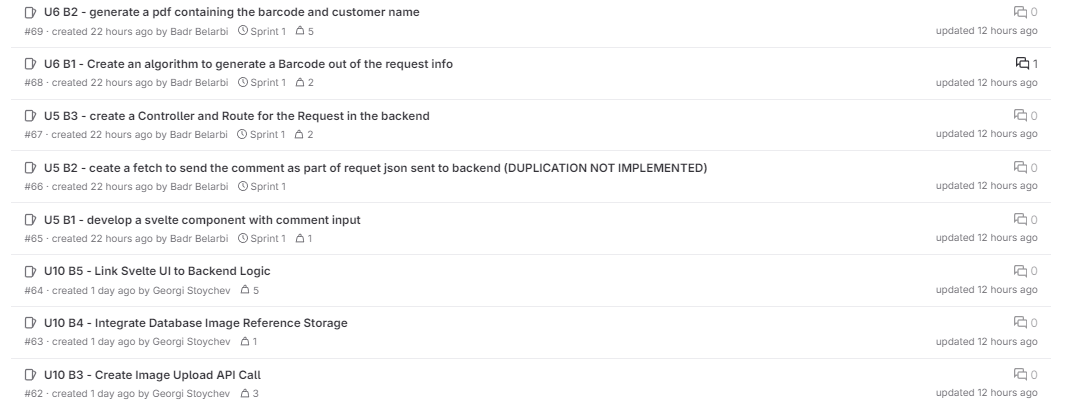 U6 B2 - generate a pdf containing the barcode and customer name
0
#69 · created 22 hours ago by Badr Belarbi Sprint 1 5
updated 12 hours ago
U6 B1 - Create an algorithm to generate a Barcode out of the request info
1
#68 · created 22 hours ago by Badr Belarbi Sprint 1 2
updated 12 hours ago
U5 B3 - create a Controller and Route for the Request in the backend
0
#67 · created 22 hours ago by Badr Belarbi Sprint 1 2
updated 12 hours ago
U5 B2 - ceate a fetch to send the comment as part of requet json sent to backend (DUPLICATION NOT IMPLEMENTED)
0
#66 · created 22 hours ago by Badr Belarbi Sprint 1
updated 12 hours ago
U5 B1 - develop a svelte component with comment input
0
#65 · created 22 hours ago by Badr Belarbi Sprint 1 1
updated 12 hours ago
U10 B5 - Link Svelte UI to Backend Logic
0
#64 · created 1 day ago by Georgi Stoychev 5
updated 12 hours ago
U10 B4 - Integrate Database Image Reference Storage
0
#63 · created 1 day ago by Georgi Stoychev 1
updated 12 hours ago
U10 B3 - Create Image Upload API Call
0
#62 · created 1 day ago by Georgi Stoychev 3
updated 12 hours ago